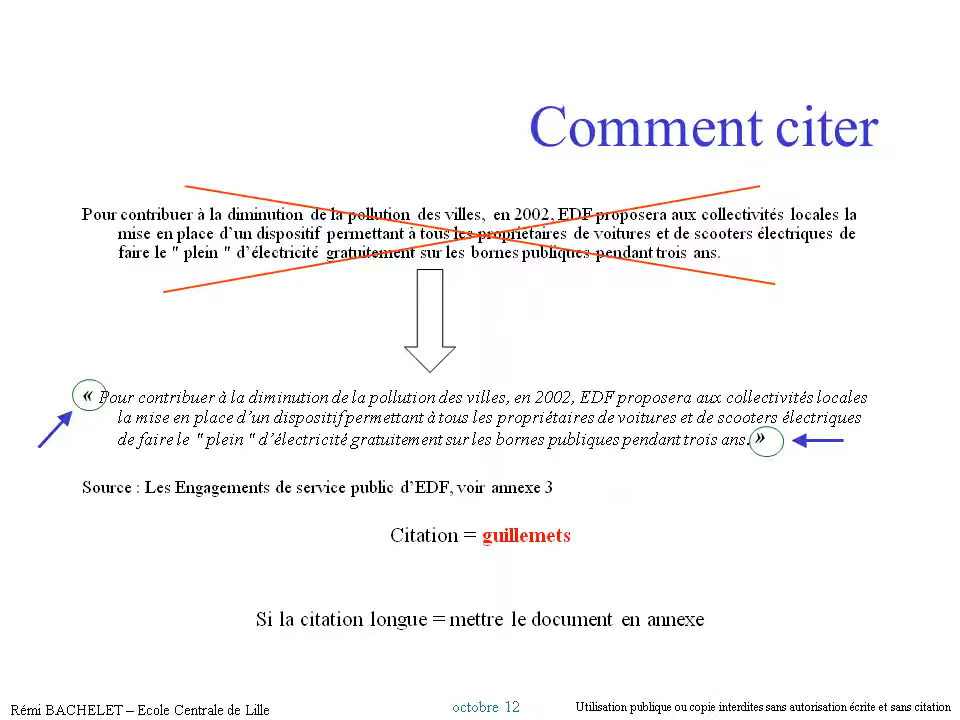 Comment citer
Pour contribuer à la diminution de la pollution des villes, en 2002, EDF proposera aux collectivités locales la
mise en place d’un dispositif permettant à tous les propriétaires de voitures et de scooters électriques de
faire le " plein " d’électricité gratuitement sur les bornes publiques pendant trois ans.
« Pour contribuer à la diminution de la pollution des villes, en 2002, EDF proposera aux collectivités locales
la mise en place d’un dispositif permettant à tous les propriétaires de voitures et de scooters électriques
de faire le " plein " d’électricité gratuitement sur les bornes publiques pendant trois ans. »
Source : Les Engagements de service public d’EDF, voir annexe 3
Citation = guillemets
Si la citation longue = mettre le document en annexe
Rémi BACHELET – Ecole Centrale de Lille
octobre 12
Utilisation publique ou copie interdites sans autorisation écrite et sans citation